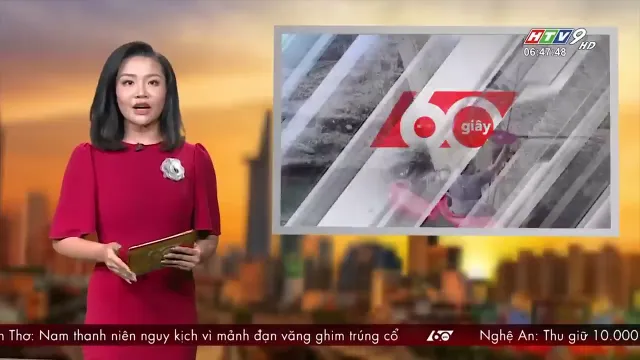 HTV9 HD
06:47:48
60 giây
n Thơ: Nam thanh niên nguy kịch vì mảnh đạn văng ghim trúng cổ 60 Nghệ An: Thu giữ 10.000